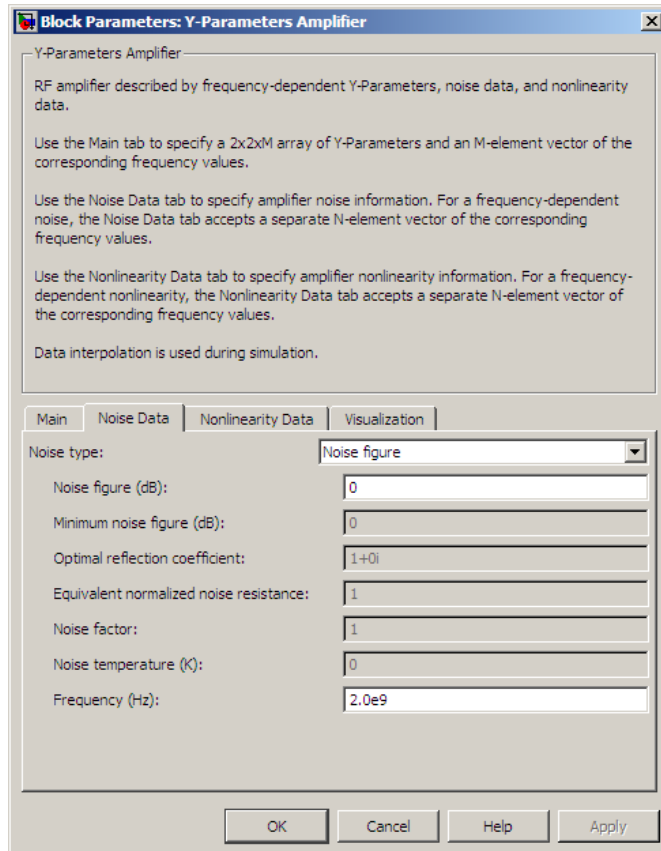 Block Parameters: Y-Parameters Amplifier
Y-Parameters Amplifier
RF amplifier described by frequency-dependent Y-Parameters, noise data, and nonlinearity
data.
Use the Main tab to specify a 2x2xM array of Y-Parameters and an M-element vector of the
corresponding frequency values.
Use the Noise Data tab to specify amplifier noise information. For a frequency-dependent
noise, the Noise Data tab accepts a separate N-element vector of the corresponding
frequency values.
Use the Nonlinearity Data tab to specify amplifier nonlinearity information. For a frequency-
dependent nonlinearity, the Nonlinearity Data tab accepts a separate N-element vector of
the corresponding frequency values.
Data interpolation is used during simulation.
Main Noise Data Nonlinearity Data Visualization
Noise type: Noise figure
Noise figure (dB): 0
Minimum noise figure (dB): 0
Optimal reflection coefficient: 1+0i
Equivalent normalized noise resistance: 1
Noise factor: 1
Noise temperature (K): 0
Frequency (Hz): 2.0e9
OK Cancel Help Apply